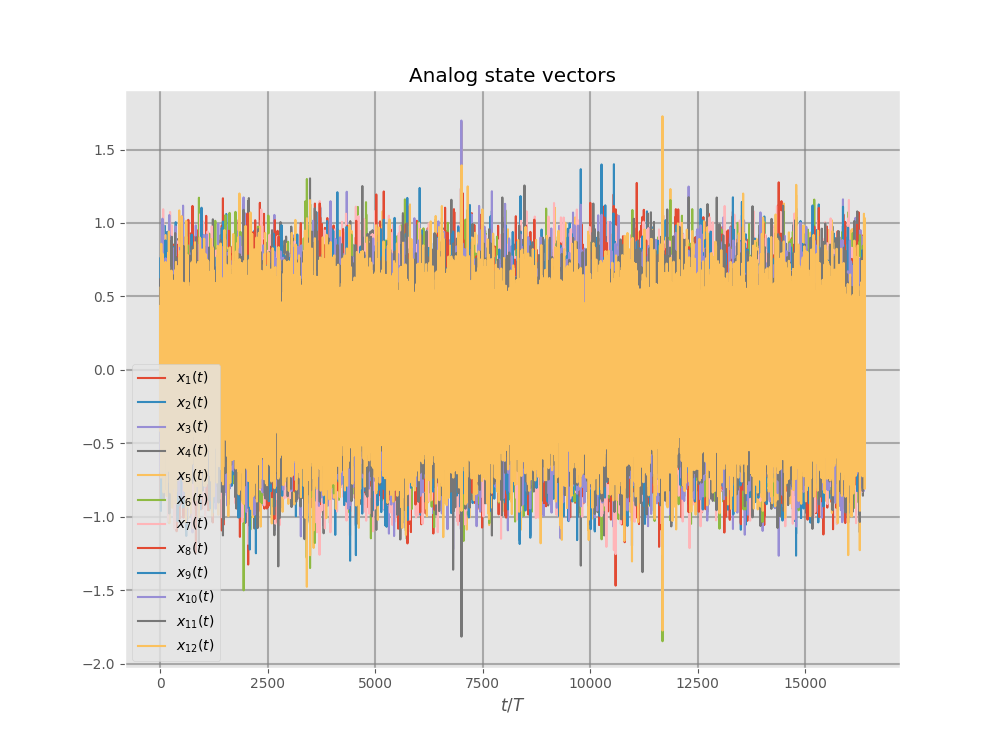 Analog state vectors
1.5
1.0
0.5
0.0
−0.5
−1.0
−1.5
−2.0
x₁(t)
x₂(t)
x₃(t)
x₄(t)
x₅(t)
x₆(t)
x₇(t)
x₈(t)
x₉(t)
x₁₀(t)
x₁₁(t)
x₁₂(t)
0 2500 5000 7500 10000 12500 15000
t/T